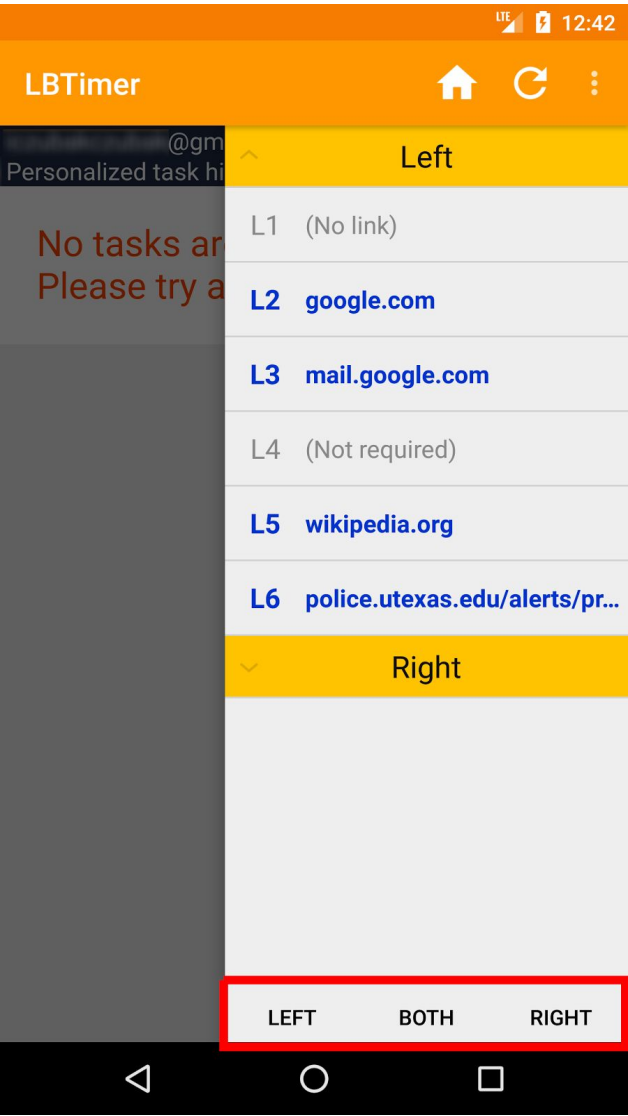 LTE 12:42
LBTimer
@gm
Personalized task hi
No tasks ar
Please try a
Left
L1 (No link)
L2 google.com
L3 mail.google.com
L4 (Not required)
L5 wikipedia.org
L6 police.utexas.edu/alerts/pr...
Right
LEFT BOTH RIGHT